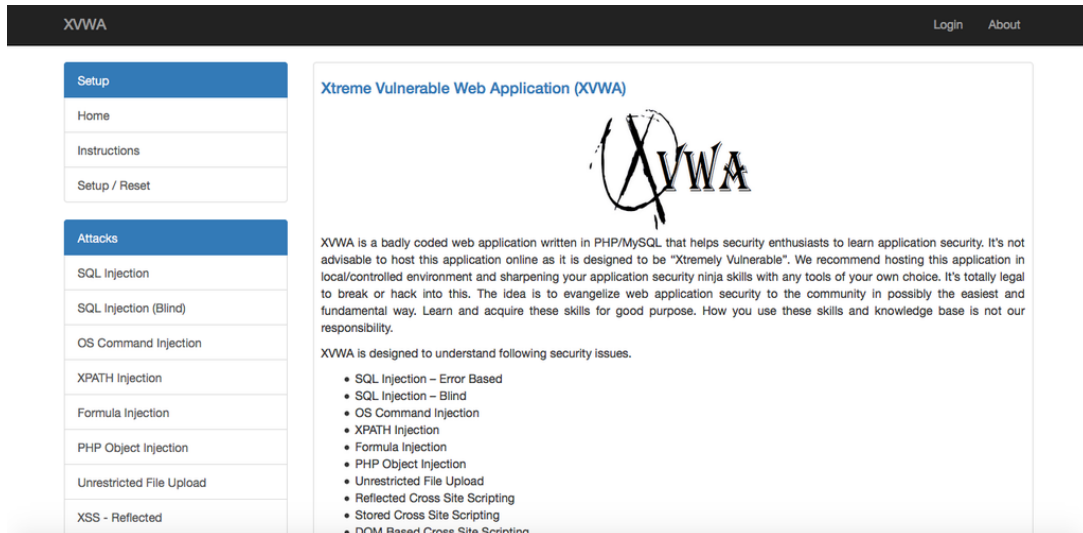 XVWA
Login
About
Setup
Home
Instructions
Setup / Reset
Attacks
SQL Injection
SQL Injection (Blind)
OS Command Injection
XPATH Injection
Formula Injection
PHP Object Injection
Unrestricted File Upload
XSS - Reflected
Xtreme Vulnerable Web Application (XVWA)
XVWA
XVWA is a badly coded web application written in PHP/MySQL that helps security enthusiasts to learn application security. It's not
advisable to host this application online as it is designed to be “Xtremely Vulnerable”. We recommend hosting this application in
local/controlled environment and sharpening your application security ninja skills with any tools of your own choice. It's totally legal
to break or hack into this. The idea is to evangelize web application security to the community in possibly the easiest and
fundamental way. Learn and acquire these skills for good purpose. How you use these skills and knowledge base is not our
responsibility.
XVWA is designed to understand following security issues.
• SQL Injection – Error Based
• SQL Injection – Blind
• OS Command Injection
• XPATH Injection
• Formula Injection
• PHP Object Injection
• Unrestricted File Upload
• Reflected Cross Site Scripting
• Stored Cross Site Scripting
• DOM Based Cross Site Scripting